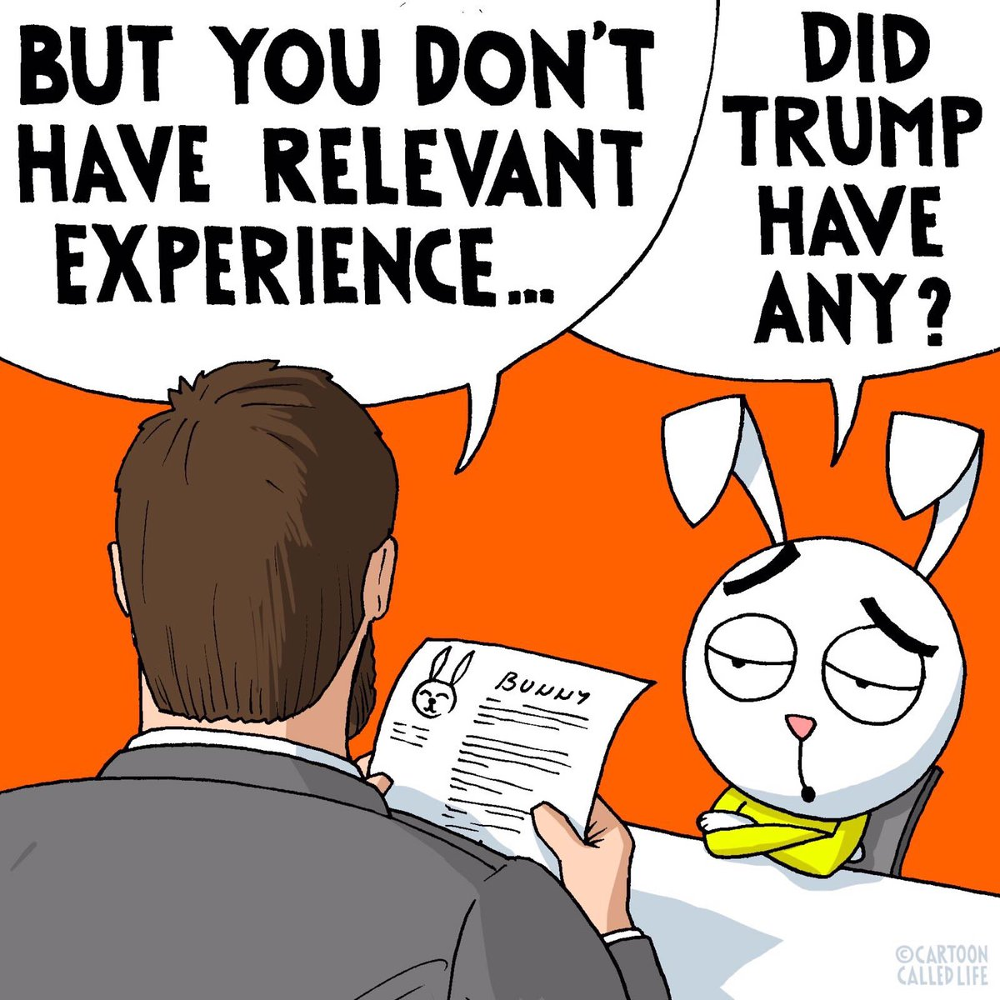 BUT YOU DON'T
HAVE RELEVANT
EXPERIENCE...
DID
TRUMP
HAVE
ANY?
BUNNY
©CARTOON
CALLED LIFE